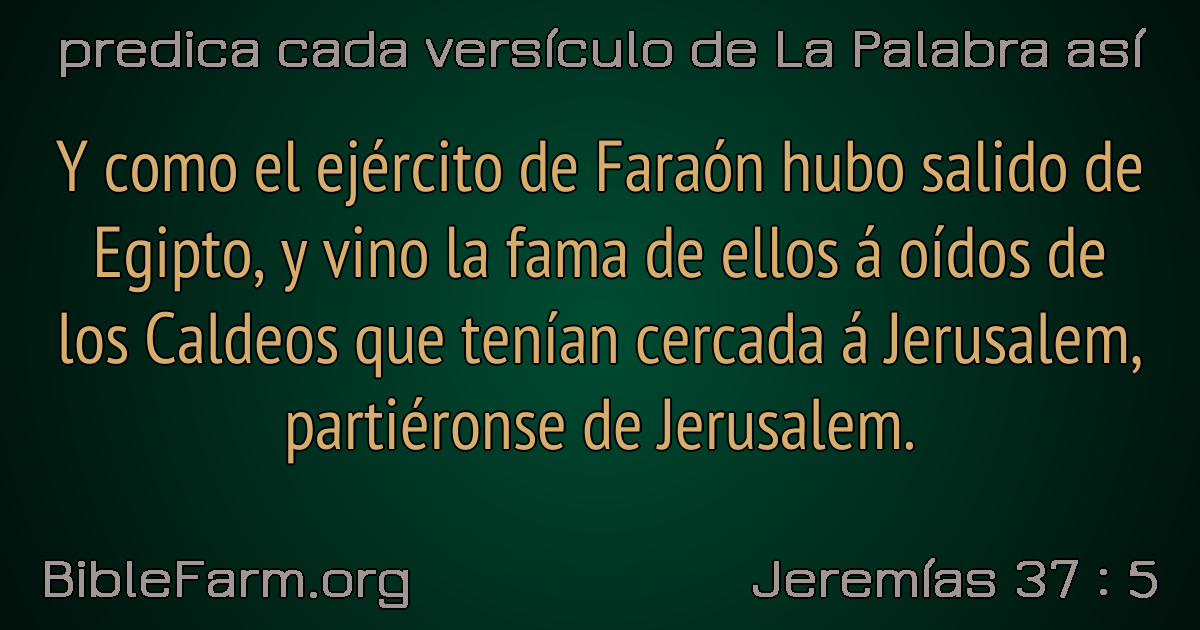 predica cada versículo de La Palabra así
Y como el ejército de Faraón hubo salido de
Egipto, y vino la fama de ellos á oídos de
los Caldeos que tenían cercada á Jerusalem,
partiéronse de Jerusalem.
BibleFarm.org
Jeremías 37 : 5